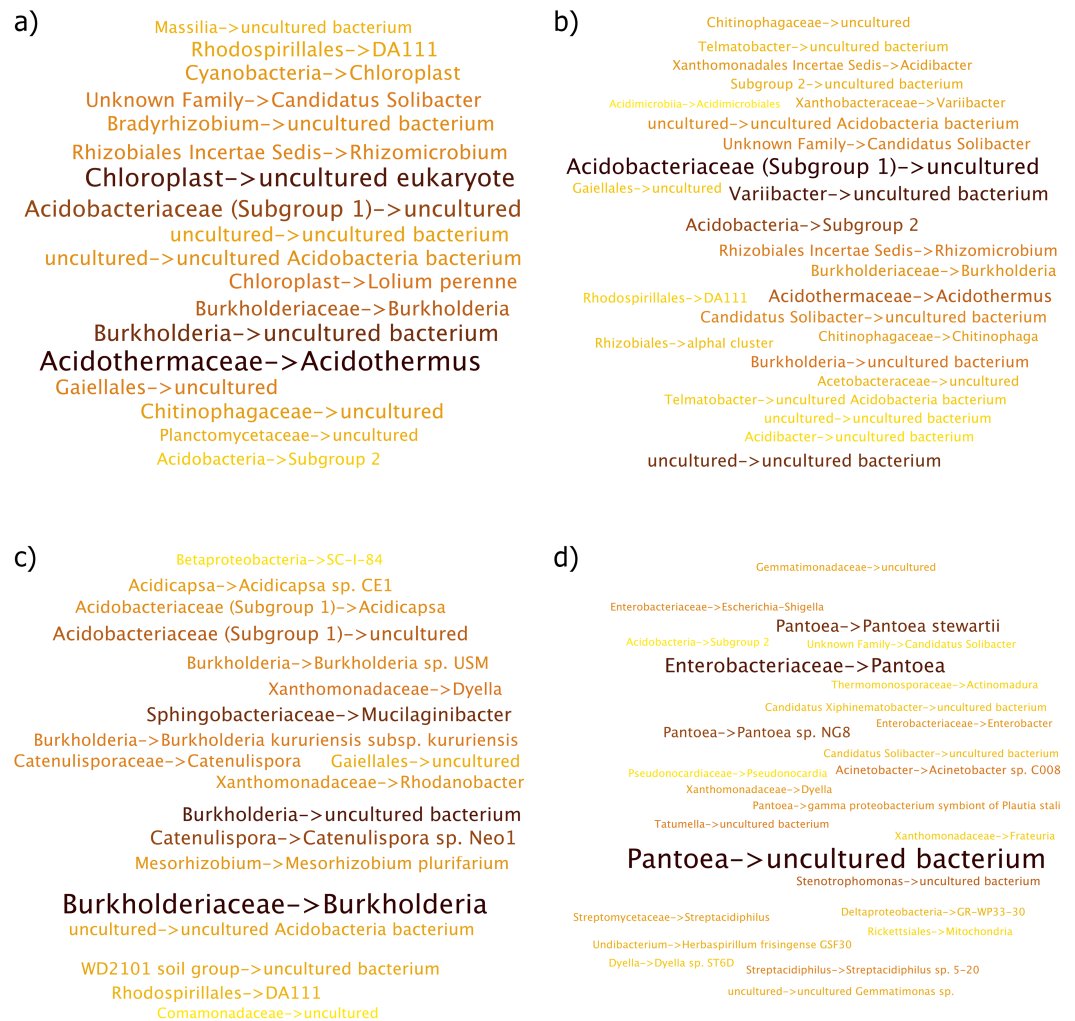 a)
Massilia->uncultured bacterium
Rhodospirillales->DA111
Cyanobacteria->Chloroplast
Unknown Family->Candidatus Solibacter
Bradyrhizobium->uncultured bacterium
Rhizobiales Incertae Sedis->Rhizomicrobium
Chloroplast->uncultured eukaryote
Acidobacteriaceae (Subgroup 1)->uncultured
uncultured->uncultured bacterium
uncultured->uncultured Acidobacteria bacterium
Chloroplast->Lolium perenne
Burkholderiaceae->Burkholderia
Burkholderia->uncultured bacterium
Acidothermaceae->Acidothermus
Gaiellales->uncultured
Chitinophagaceae->uncultured
Planctomycetaceae->uncultured
Acidobacteria->Subgroup 2
b)
Chitinophagaceae->uncultured
Telmatobacter->uncultured bacterium
Xanthomonadales Incertae Sedis->Acidibacter
Subgroup 2->uncultured bacterium
Acidimicrobiia->Acidimicrobiales
Xanthobacteraceae->Variibacter
uncultured->uncultured Acidobacteria bacterium
Unknown Family->Candidatus Solibacter
Acidobacteriaceae (Subgroup 1)->uncultured
Gaiellales->uncultured
Variibacter->uncultured bacterium
Acidobacteria->Subgroup 2
Rhizobiales Incertae Sedis->Rhizomicrobium
Burkholderiaceae->Burkholderia
Rhodospirillales->DA111
Acidothermaceae->Acidothermus
Candidatus Solibacter->uncultured bacterium
Chitinophagaceae->Chitinophaga
Rhizobiales->alphaI cluster
Burkholderia->uncultured bacterium
Acetobacteraceae->uncultured
Telmatobacter->uncultured Acidobacteria bacterium
uncultured->uncultured bacterium
Acidibacter->uncultured bacterium
uncultured->uncultured bacterium
c)
Betaproteobacteria->SC-I-84
Acidicapsa->Acidicapsa sp. CE1
Acidobacteriaceae (Subgroup 1)->Acidicapsa
Acidobacteriaceae (Subgroup 1)->uncultured
Burkholderia->Burkholderia sp. USM
Xanthomonadaceae->Dyella
Sphingobacteriaceae->Mucilaginibacter
Burkholderia->Burkholderia kururiensis subsp. kururiensis
Catenulisporaceae->Catenulispora
Gaiellales->uncultured
Xanthomonadaceae->Rhodanobacter
Burkholderia->uncultured bacterium
Catenulispora->Catenulispora sp. Neo1
Mesorhizobium->Mesorhizobium plurifarium
Burkholderiaceae->Burkholderia
uncultured->uncultured Acidobacteria bacterium
WD2101 soil group->uncultured bacterium
Rhodospirillales->DA111
Comamonadaceae->uncultured
d)
Gemmatimonadaceae->uncultured
Enterobacteriaceae->Escherichia-Shigella
Pantoea->Pantoea stewartii
Acidobacteria->Subgroup 2
Unknown Family->Candidatus Solibacter
Enterobacteriaceae->Pantoea
Thermomonosporaceae->Actinomadura
Candidatus Xiphinematobacter->uncultured bacterium
Enterobacteriaceae->Enterobacter
Pantoea->Pantoea sp. NG8
Candidatus Solibacter->uncultured bacterium
Pseudonocardiaceae->Pseudonocardia
Acinetobacter->Acinetobacter sp. C008
Xanthomonadaceae->Dyella
Pantoea->gamma proteobacterium symbiont of Plautia stali
Tatumella->uncultured bacterium
Xanthomonadaceae->Frateuria
Pantoea->uncultured bacterium
Stenotrophomonas->uncultured bacterium
Streptomycetaceae->Streptacidiphilus
Deltaproteobacteria->GR-WP33-30
Rickettsiales->Mitochondria
Undibacterium->Herbaspirillum frisingense GSF30
Dyella->Dyella sp. ST6D
Streptacidiphilus->Streptacidiphilus sp. 5-20
uncultured->uncultured Gemmatimonas sp.